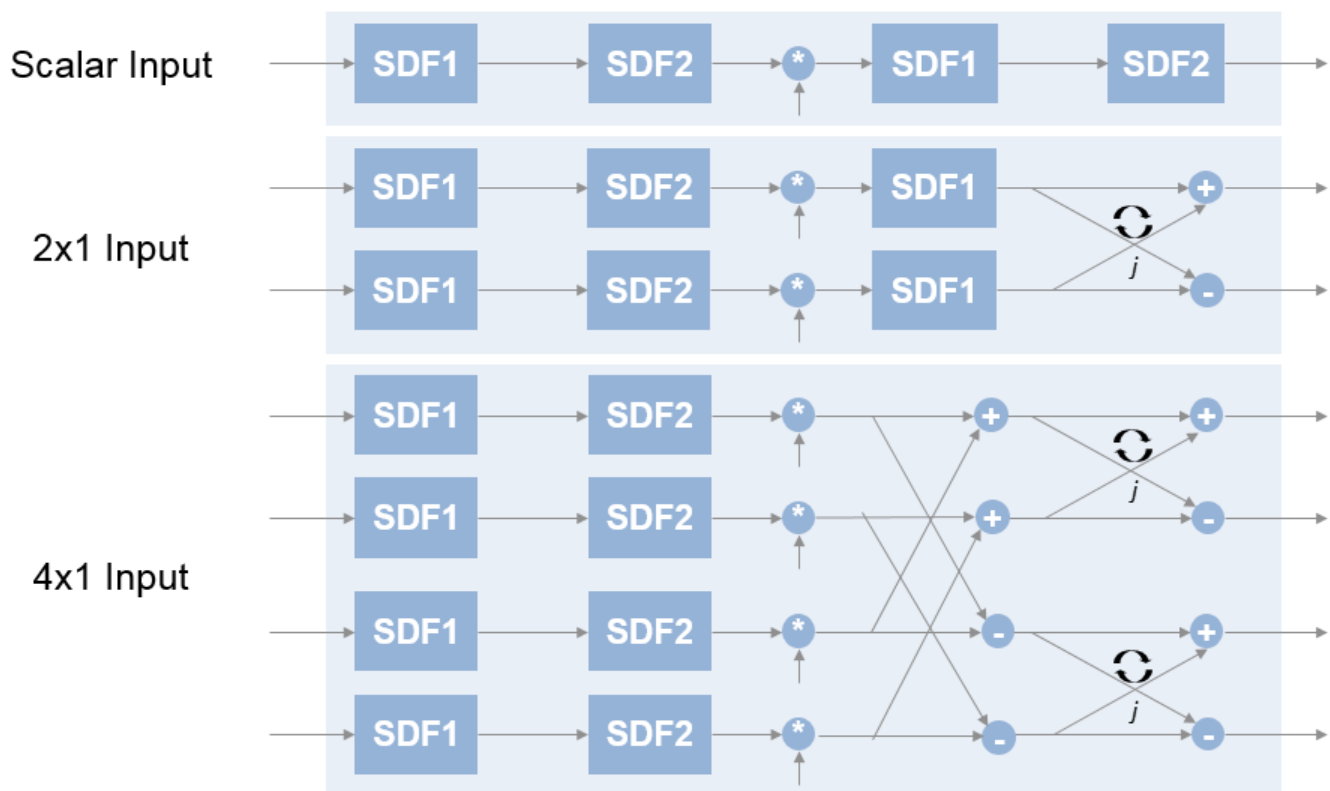 Scalar Input SDF1 SDF2 * SDF1 SDF2
SDF1 SDF2 * SDF1 +
2x1 Input
j
SDF1 SDF2 * SDF1 -
SDF1 SDF2 * + +
j
SDF1 SDF2 * + -
4x1 Input
SDF1 SDF2 * - +
j
SDF1 SDF2 * - -